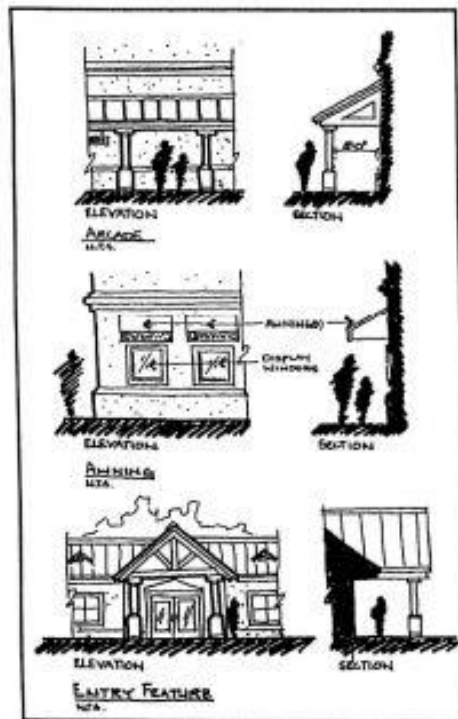 ELEVATION
SECTION
ARCADE
N.T.S.
AWNING(S)
DISPLAY
WINDOWS
ELEVATION
SECTION
AWNING
N.T.S.
ELEVATION
SECTION
ENTRY FEATURE
N.T.S.